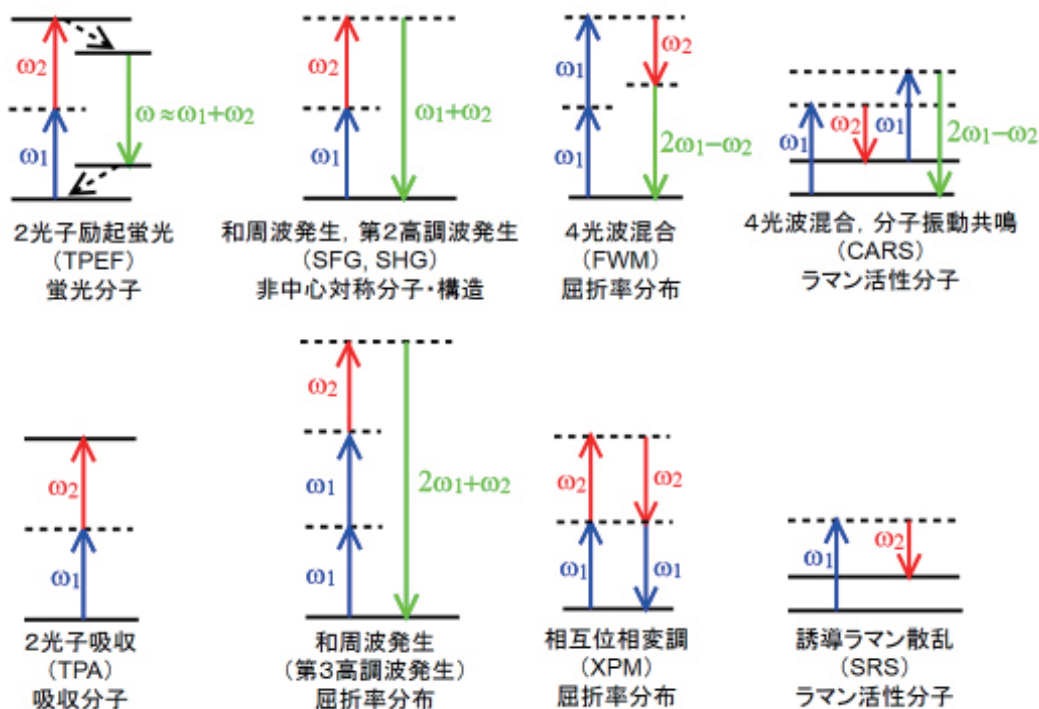 ω2
ω1
ω≈ω1+ω2
2光子励起蛍光
(TPEF)
蛍光分子
ω2
ω1
ω1+ω2
和周波発生, 第2高調波発生
(SFG, SHG)
非中心対称分子・構造
ω1
ω1
ω2
2ω1−ω2
4光波混合
(FWM)
屈折率分布
ω1
ω2
ω1
2ω1−ω2
4光波混合, 分子振動共鳴
(CARS)
ラマン活性分子
ω2
ω1
2光子吸収
(TPA)
吸収分子
ω2
ω1
ω1
2ω1+ω2
和周波発生
(第3高調波発生)
屈折率分布
ω2
ω2
ω1
ω1
相互位相変調
(XPM)
屈折率分布
ω1
ω2
誘導ラマン散乱
(SRS)
ラマン活性分子